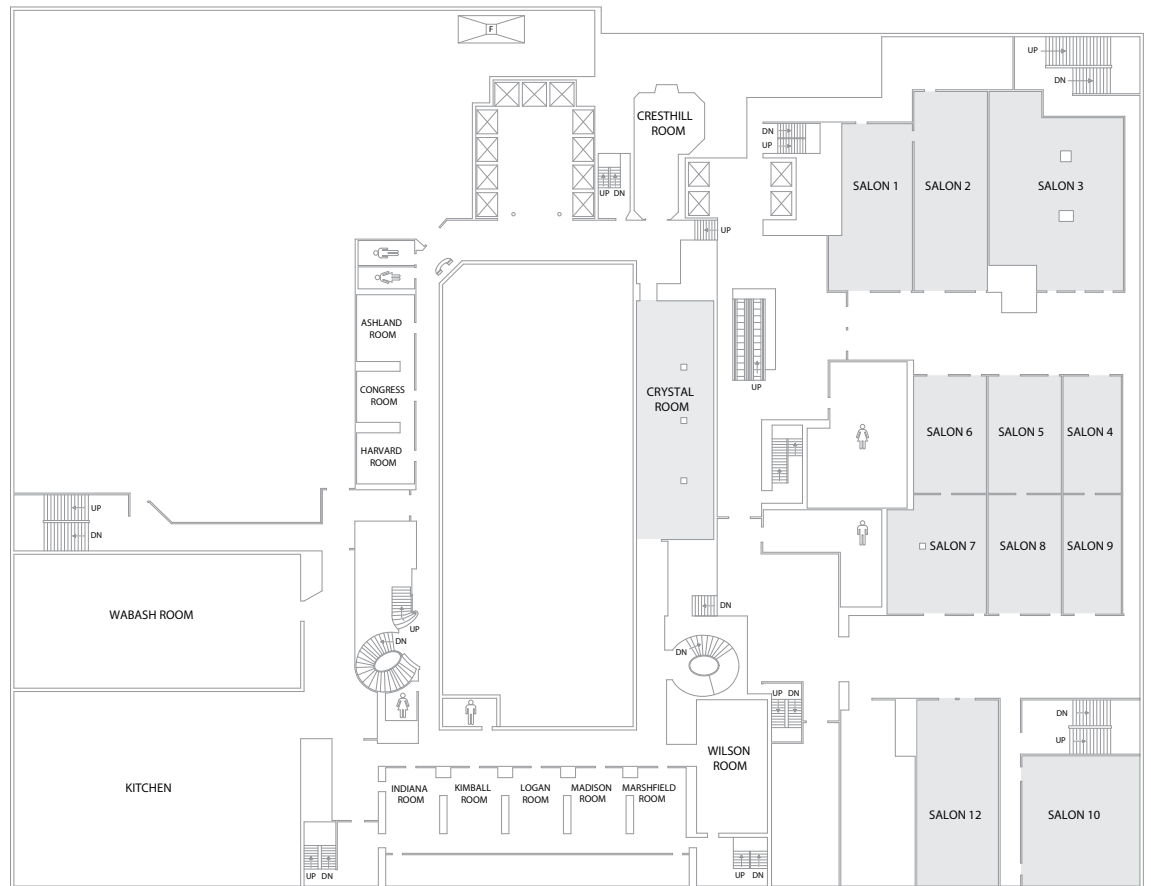 F
UP
DN
CRESTHILL
ROOM
DN
UP
UP DN
SALON 1
SALON 2
SALON 3
UP
ASHLAND
ROOM
CONGRESS
ROOM
HARVARD
ROOM
CRYSTAL
ROOM
UP
SALON 6
SALON 5
SALON 4
UP
DN
SALON 7
SALON 8
SALON 9
WABASH ROOM
UP
DN
DN
DN
UP DN
DN
UP
WILSON
ROOM
KITCHEN
INDIANA
ROOM
KIMBALL
ROOM
LOGAN
ROOM
MADISON
ROOM
MARSHFIELD
ROOM
SALON 12
SALON 10
UP DN
UP DN